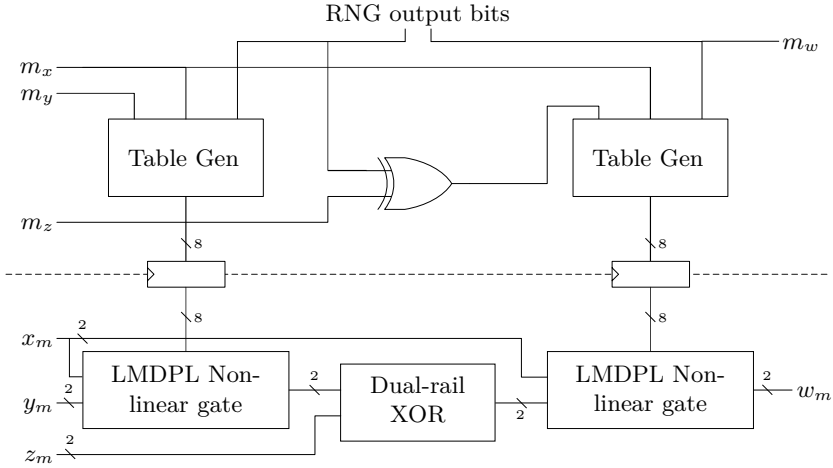 RNG output bits
m_w
m_x
m_y
Table Gen
Table Gen
m_z
8
8
8
8
x_m
2
LMDPL Non-
linear gate
2
Dual-rail
XOR
LMDPL Non-
linear gate
2
w_m
y_m
2
2
z_m
2